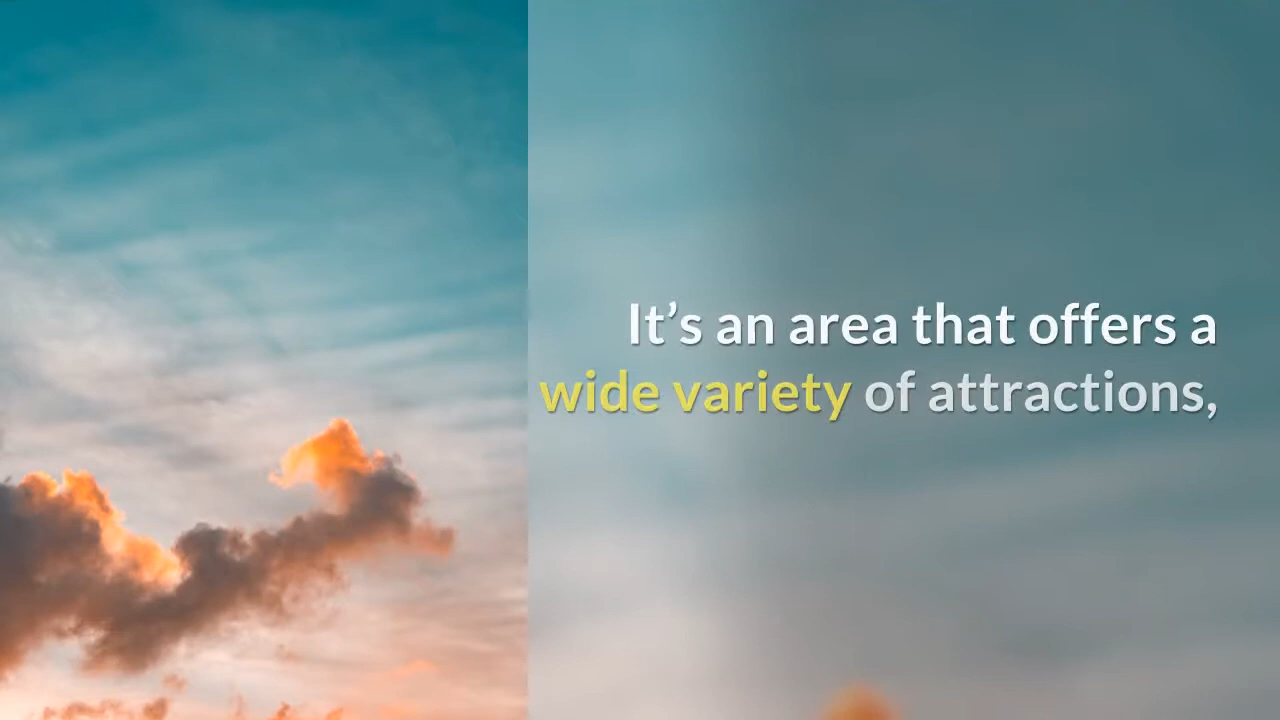 It’s an area that offers a
wide variety of attractions,